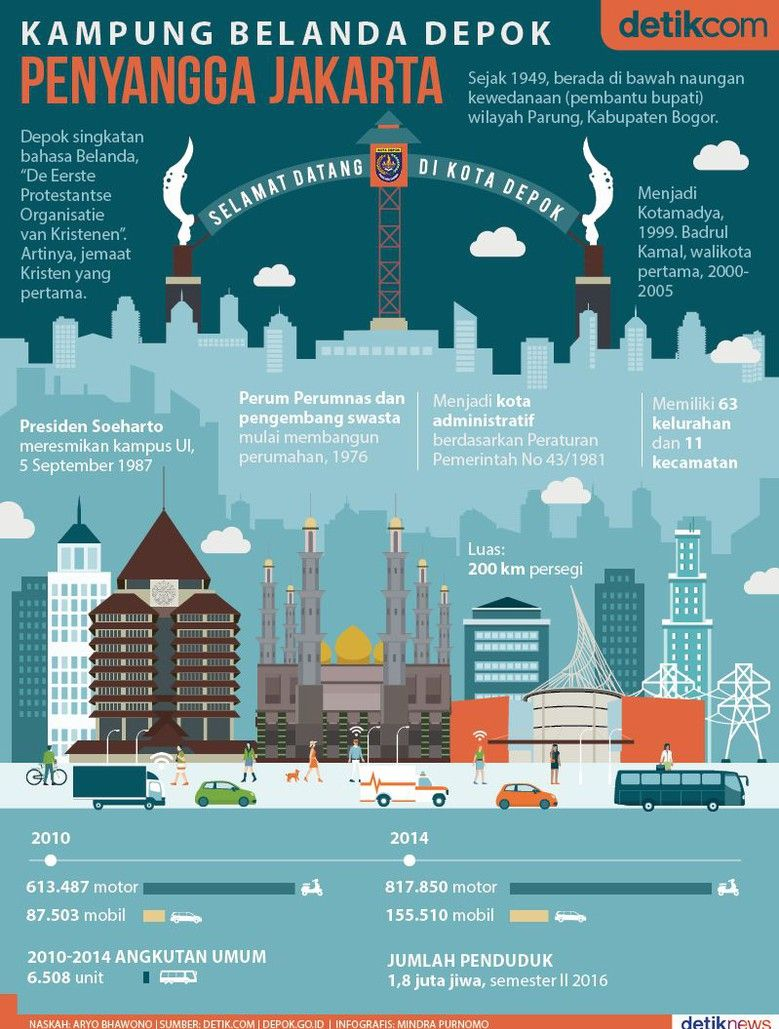 KAMPUNG BELANDA DEPOK
PENYANGGA JAKARTA
detikcom
Sejak 1949, berada di bawah naungan
kewedanaan (pembantu bupati)
wilayah Parung, Kabupaten Bogor.
Depok singkatan
bahasa Belanda,
“De Eerste
Protestantse
Organisatie
van Kristenen”.
Artinya, jemaat
Kristen yang
pertama.
KOTA DEPOK
SELAMAT DATANG DI KOTA DEPOK
Menjadi
Kotamadya,
1999. Badrul
Kamal, walikota
pertama, 2000-
2005
Presiden Soeharto
meresmikan kampus UI,
5 September 1987
Perum Perumnas dan
pengembang swasta
mulai membangun
perumahan, 1976
Menjadi kota
administratif
berdasarkan Peraturan
Pemerintah No 43/1981
Memiliki 63
kelurahan
dan 11
kecamatan
Luas:
200 km persegi
2010
613.487 motor
87.503 mobil
2010-2014 ANGKUTAN UMUM
6.508 unit
2014
817.850 motor
155.510 mobil
JUMLAH PENDUDUK
1,8 juta jiwa, semester II 2016
NASKAH: ARYO BHAWONO | SUMBER: DETIK.COM | DEPOK.GO.ID | INFOGRAFIS: MINDRA PURNOMO
detiknews